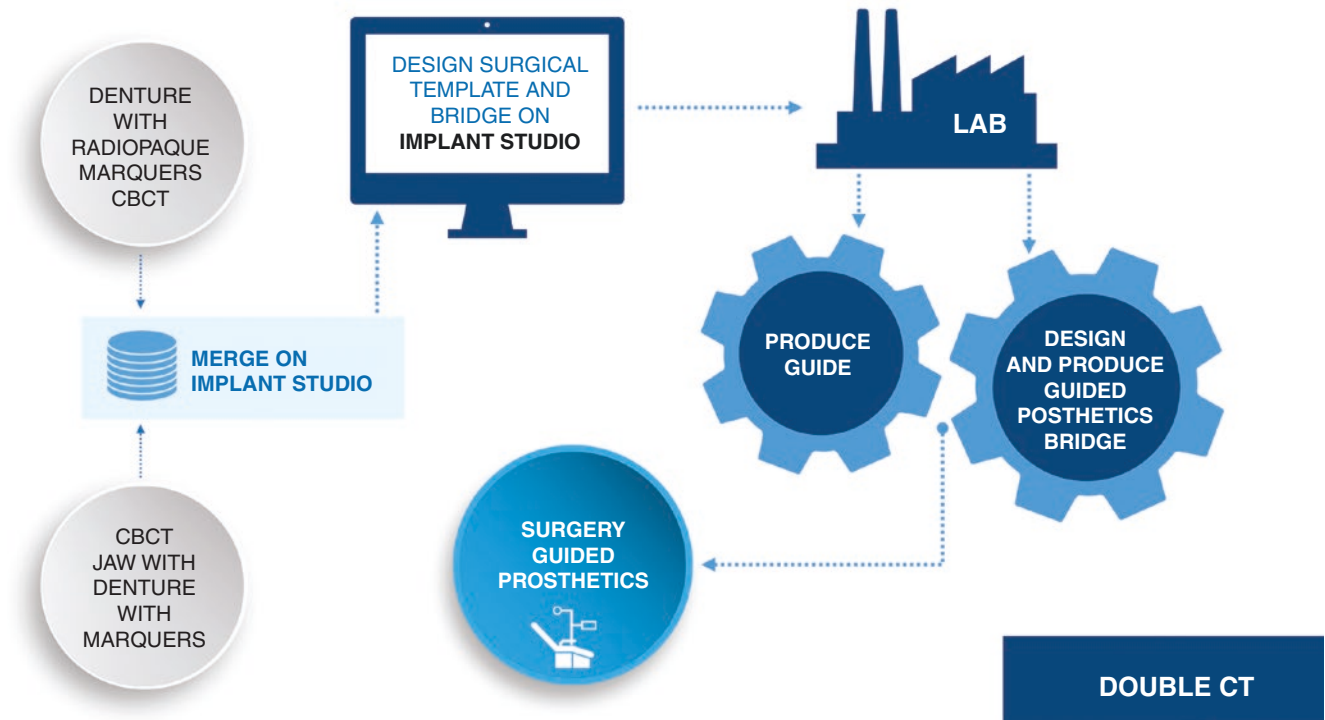 DENTURE
WITH
RADIOPAQUE
MARQUERS
CBCT
MERGE ON
IMPLANT STUDIO
CBCT
JAW WITH
DENTURE
WITH
MARQUERS
DESIGN SURGICAL
TEMPLATE AND
BRIDGE ON
IMPLANT STUDIO
LAB
PRODUCE
GUIDE
DESIGN
AND PRODUCE
GUIDED
POSTHETICS
BRIDGE
SURGERY
GUIDED
PROSTHETICS
DOUBLE CT